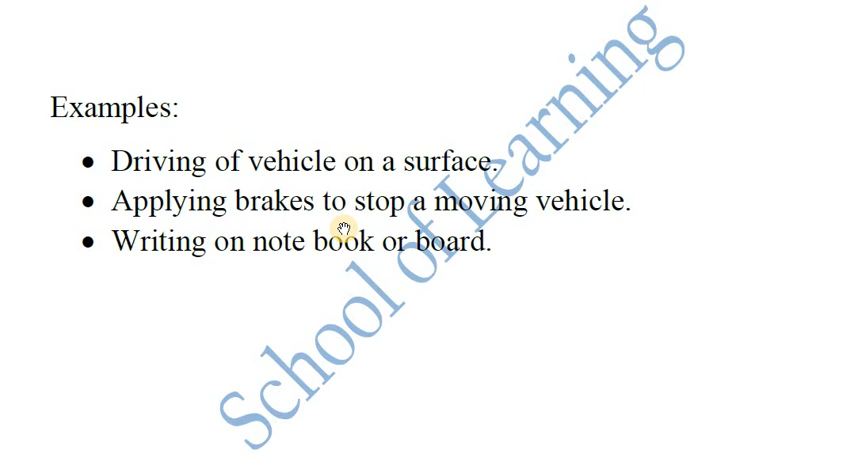 Examples:
• Driving of vehicle on a surface.
• Applying brakes to stop a moving vehicle.
• Writing on note book or board.
School of Learning